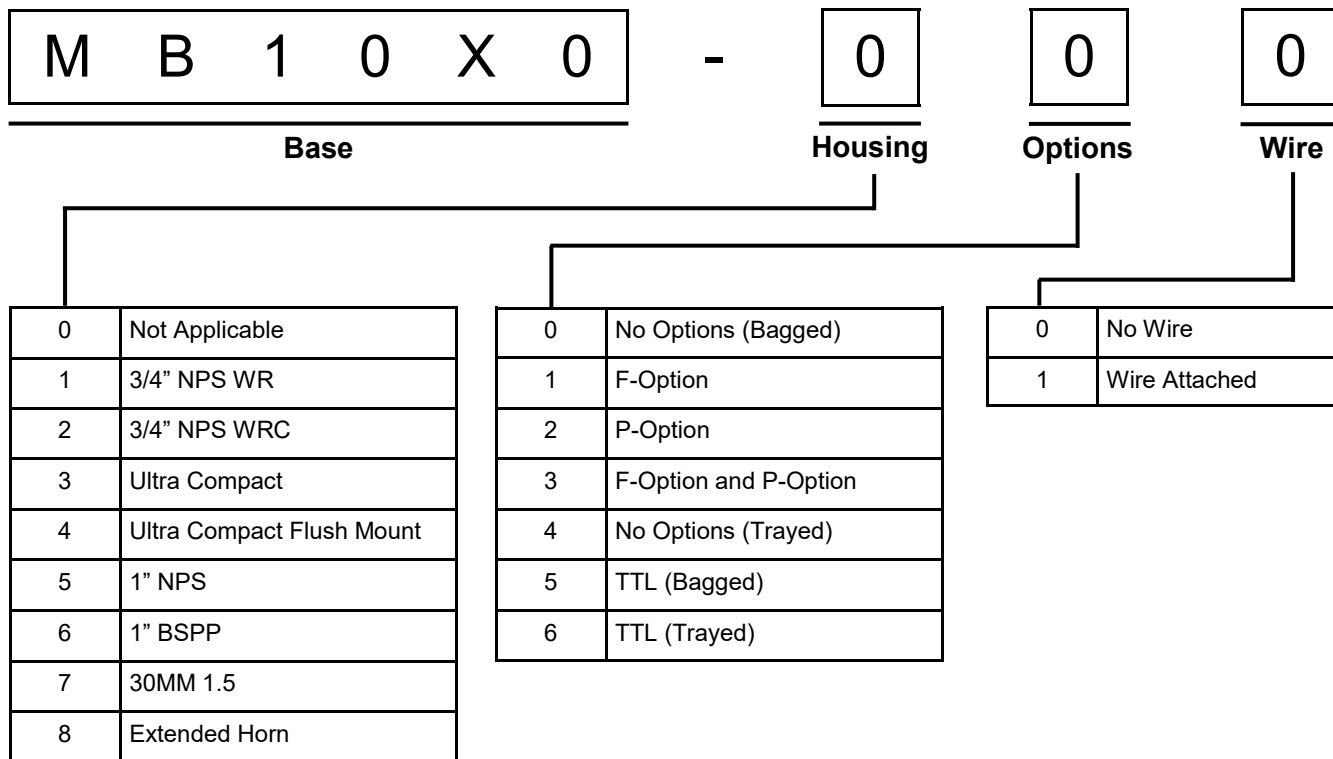 M B 1 0 X 0 - 0 0 0
Base Housing Options Wire
0 Not Applicable
1 3/4” NPS WR
2 3/4” NPS WRC
3 Ultra Compact
4 Ultra Compact Flush Mount
5 1” NPS
6 1” BSPP
7 30MM 1.5
8 Extended Horn
0 No Options (Bagged)
1 F-Option
2 P-Option
3 F-Option and P-Option
4 No Options (Trayed)
5 TTL (Bagged)
6 TTL (Trayed)
0 No Wire
1 Wire Attached